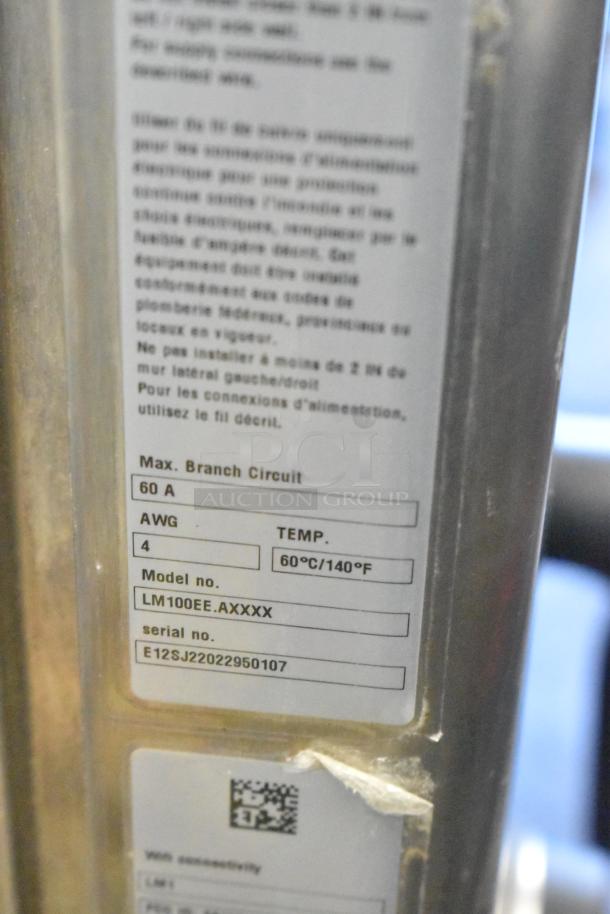 left / right side wall.
For supply connections use the
described wire.
Utiliser du fil de cuivre uniquement
pour les connexions d'alimentation
électrique pour une protection
continue contre l'incendie et les
chocs électriques, remplacer par le
fusible d'ampère décrit. Cet
équipement doit être installé
conformément aux codes de
plomberie fédéraux, provinciaux ou
locaux en vigueur.
Ne pas installer à moins de 2 IN du
mur latéral gauche/droit
Pour les connexions d'alimentation,
utilisez le fil décrit.
PCi
AUCTION GROUP
Max. Branch Circuit
60 A
AWG TEMP.
4 60°C/140°F
Model no.
LM100EE.AXXXX
serial no.
E12SJ22022950107
Wifi connectivity
LM1